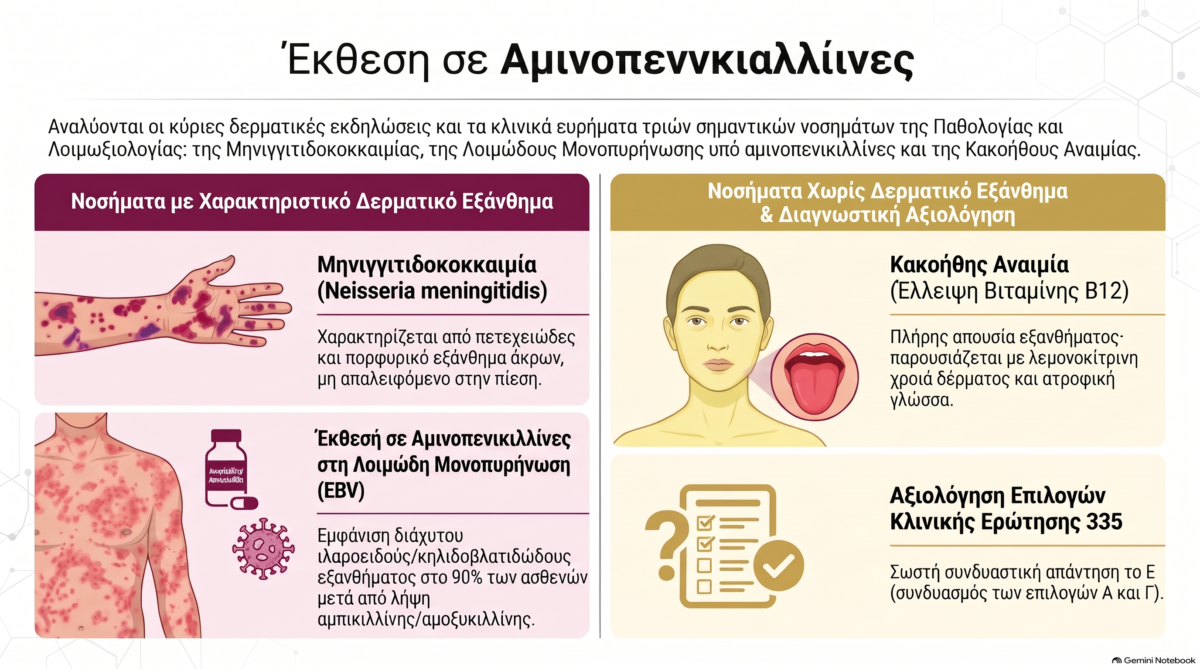 Έκθεση σε Αμινοπεννκιαλλίινες
Αναλύονται οι κύριες δερματικές εκδηλώσεις και τα κλινικά ευρήματα τριών σημαντικών νοσημάτων της Παθολογίας και
Λοιμωξιολογίας: της Μηνιγγιτιδοκοκκαιμίας, της Λοιμώδους Μονοπυρήνωσης υπό αμινοπενικιλλίνες και της Κακοήθους Αναιμίας.
Νοσήματα με Χαρακτηριστικό Δερματικό Εξάνθημα
Μηνιγγιτιδοκοκκαιμία
(Neisseria meningitidis)
Χαρακτηρίζεται από πετεχειώδες
και πορφυρικό εξάνθημα άκρων,
μη απαλειφόμενο στην πίεση.
Έκθεσή σε Αμινοπενικιλλίνες
στη Λοιμώδη Μονοπυρήνωση
(EBV)
Εμφάνιση διάχυτου
ιλαροειδούς/κηλιδοβλατιδώδους
εξανθήματος στο 90% των ασθενών
μετά από λήψη
αμπικιλλίνης/αμοξυκιλλίνης.
Νοσήματα Χωρίς Δερματικό Εξάνθημα
& Διαγνωστική Αξιολόγηση
Κακοήθης Αναιμία
(Έλλειψη Βιταμίνης B12)
Πλήρης απουσία εξανθήματος·
παρουσιάζεται με λεμονοκίτρινη
χροιά δέρματος και ατροφική
γλώσσα.
Αξιολόγηση Επιλογών
Κλινικής Ερώτησης 335
Σωστή συνδυαστική απάντηση το Ε
(συνδυασμός των επιλογών Α και Γ).
Gemini Notebook